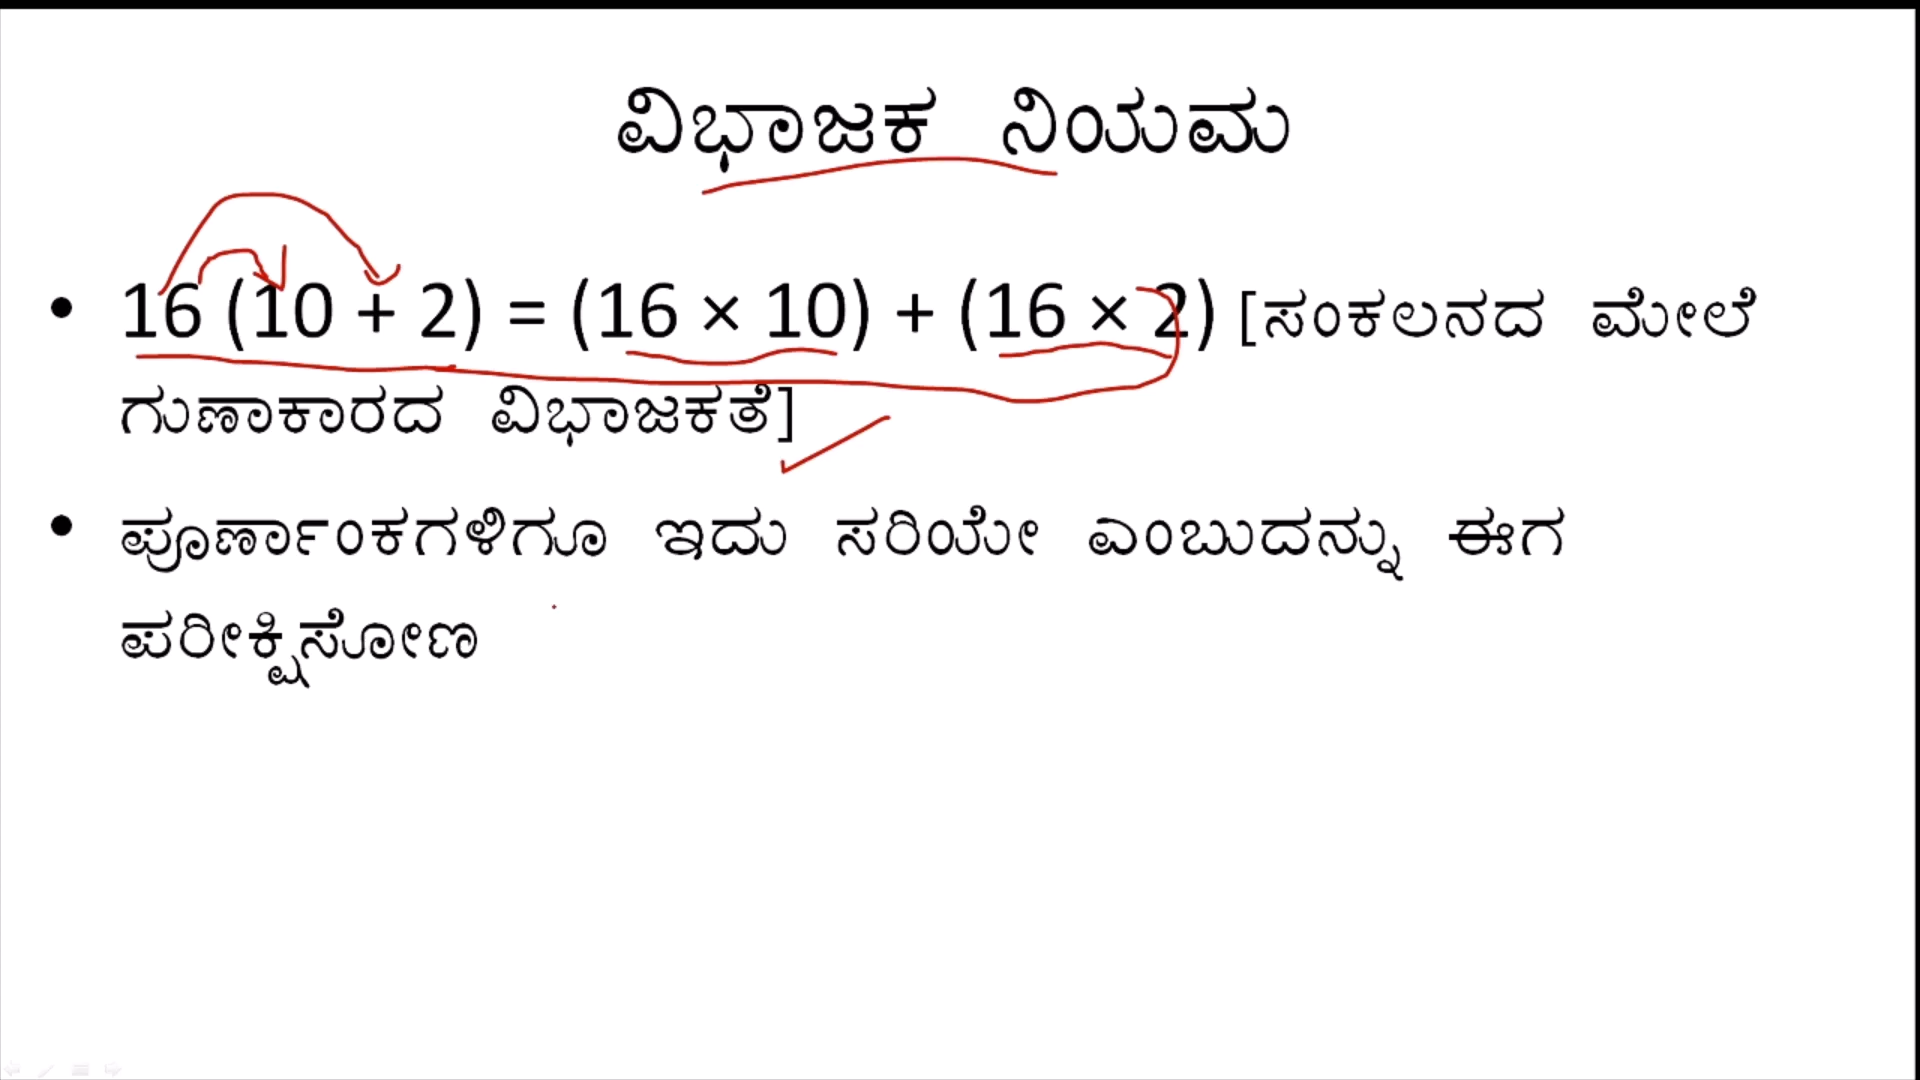 ವಿಭಾಜಕ ನಿಯಮ
• 16 (10 + 2) = (16 × 10) + (16 × 2) [ಸಂಕಲನದ ಮೇಲೆ
ಗುಣಾಕಾರದ ವಿಭಾಜಕತೆ]
• ಪೂರ್ಣಾಂಕಗಳಿಗೂ ಇದು ಸರಿಯೇ ಎಂಬುದನ್ನು ಈಗ
ಪರೀಕ್ಷಿಸೋಣ